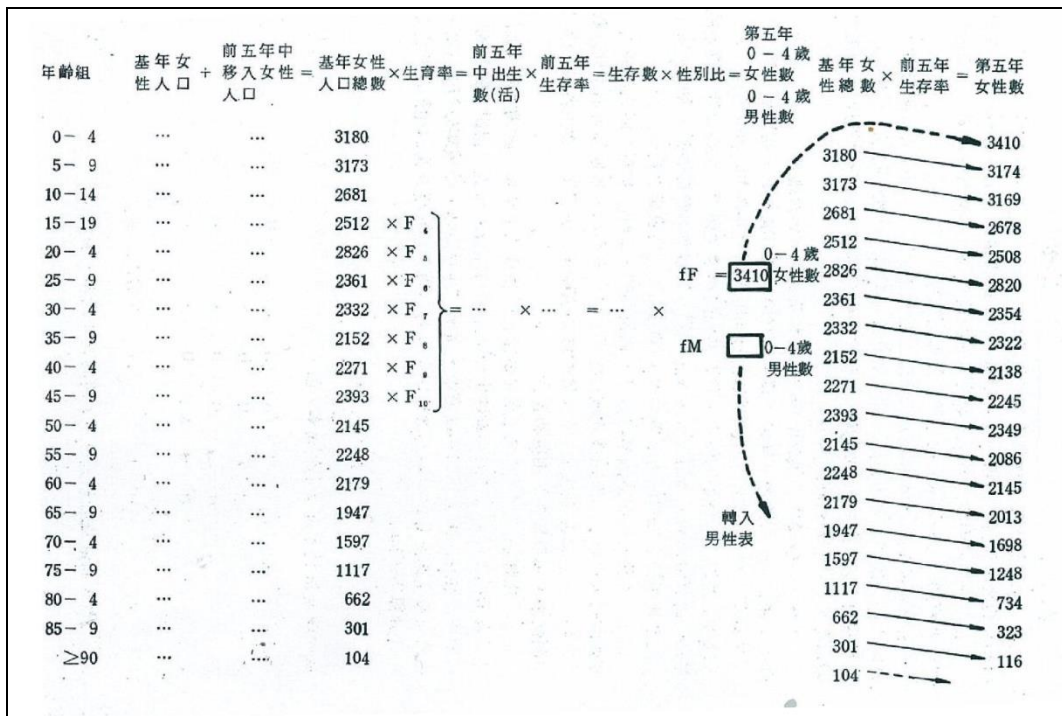 年齡組 基年女性人口 + 前五年中移入女性人口 = 基年女性人口總數 × 生育率 = 前五年中出生數(活) × 前五年生存率 = 生存數 × 性別比 = 第五年 0-4歲女性數 0-4歲男性數 基年女性總數 × 前五年生存率 = 第五年女性數
0- 4 … … 3180 3410
5- 9 … … 3173 3180 3174
10-14 … … 2681 3173 3169
15-19 … … 2512 × F 2681 2678
20- 4 … … 2826 × F 2512 2508
25- 9 … … 2361 × F₆ fF = 3410 0-4歲女性數 2826 2820
30- 4 … … 2332 × F₇ = … × … = … × 2361 2354
35- 9 … … 2152 × F₈ fM 0-4歲男性數 2332 2322
40- 4 … … 2271 × F₉ 2152 2138
45- 9 … … 2393 × F₁₀ 2271 2245
50- 4 … … 2145 2393 2349
55- 9 … … 2248 2145 2086
60- 4 … … 2179 2248 2145
65- 9 … … 1947 轉入男性表 2179 2013
70- 4 … … 1597 1947 1698
75- 9 … … 1117 1597 1248
80- 4 … … 662 1117 734
85- 9 … … 301 662 323
≥90 … … 104 301 116
104